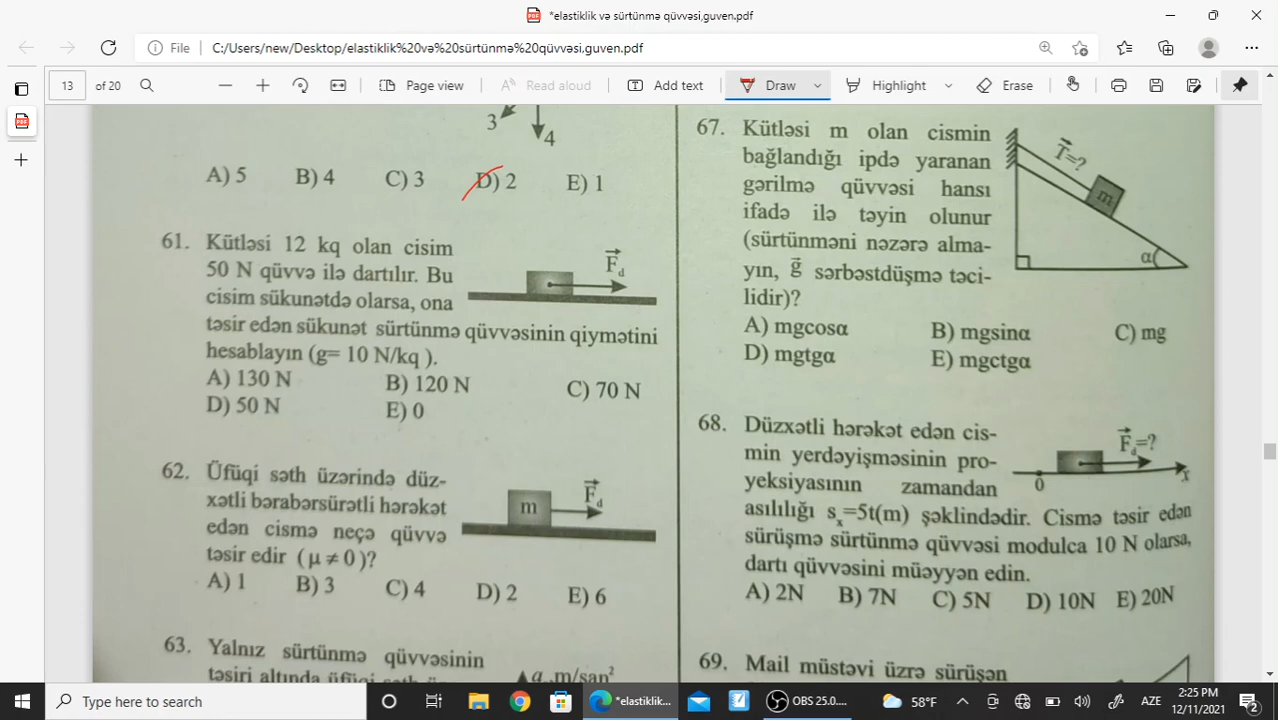 *elastiklik və sürtünmə qüvvəsi,guven.pdf
File
C:/Users/new/Desktop/elastiklik%20və%20sürtünmə%20qüvvəsi.guven.pdf
13 of 20
Page view
Read aloud
Add text
Draw
Highlight
Erase
3
4
A) 5 B) 4 C) 3 D) 2 E) 1
61. Kütləsi 12 kq olan cisim
50 N qüvvə ilə dartılır. Bu
cisim sükunətdə olarsa, ona
təsir edən sükunət sürtünmə qüvvəsinin qiymətini
hesablayın (g= 10 N/kq ).
A) 130 N B) 120 N C) 70 N
D) 50 N E) 0
F⃗d
62. Üfüqi səth üzərində düz-
xətli bərabərsürətli hərəkət
edən cismə neçə qüvvə
təsir edir (μ ≠ 0 )?
A) 1 B) 3 C) 4 D) 2 E) 6
m
F⃗d
63. Yalnız sürtünmə qüvvəsinin
təsiri altında üfüqi səth
a ,m/san²
67. Kütləsi m olan cismin
bağlandığı ipdə yaranan
gərilmə qüvvəsi hansı
ifadə ilə təyin olunur
(sürtünməni nəzərə alma-
yın, g⃗ sərbəstdüşmə təci-
lidir)?
A) mgcosα B) mgsinα C) mg
D) mgtgα E) mgctgα
T⃗=?
m
α
68. Düzxətli hərəkət edən cis-
min yerdəyişməsinin pro-
yeksiyasının zamandan
asılılığı sx=5t(m) şəklindədir. Cismə təsir edən
sürüşmə sürtünmə qüvvəsi modulca 10 N olarsa,
dartı qüvvəsini müəyyən edin.
A) 2N B) 7N C) 5N D) 10N E) 20N
F⃗d=?
0
x
69. Mail müstəvi üzrə sürüşən
Type here to search
*elastiklik...
OBS 25.0....
58°F
AZE
2:25 PM
12/11/2021
2